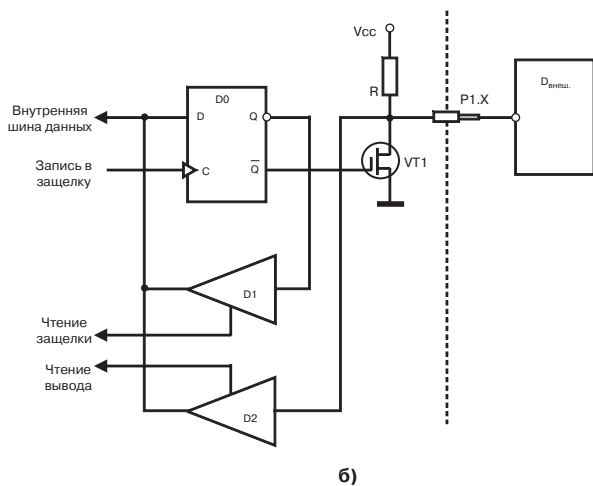 Vcc
R
P1.X
Dвнеш.
D0
D
Q
C
Q̅
VT1
Внутренняя
шина данных
Запись в
защелку
D1
Чтение
защелки
Чтение
вывода
D2
б)